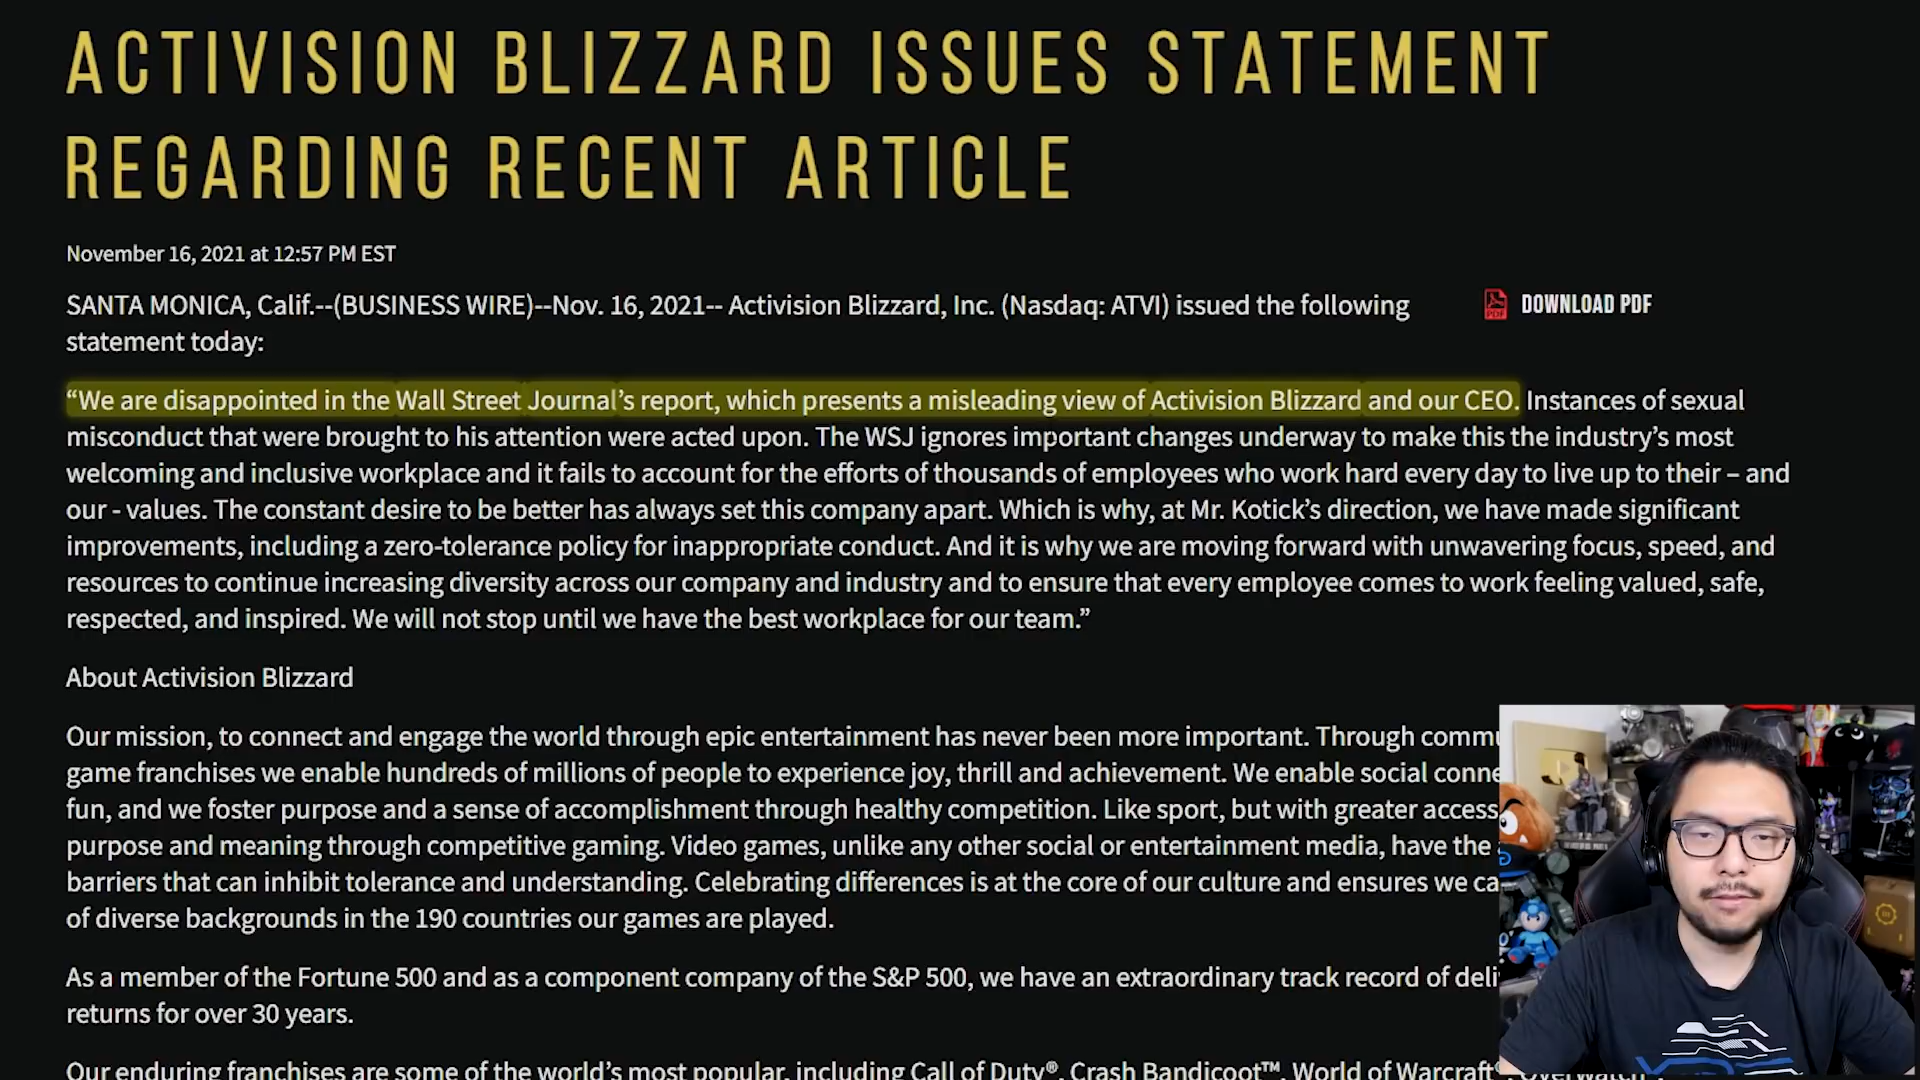 ACTIVISION BLIZZARD ISSUES STATEMENT
REGARDING RECENT ARTICLE
November 16, 2021 at 12:57 PM EST
SANTA MONICA, Calif.--(BUSINESS WIRE)--Nov. 16, 2021-- Activision Blizzard, Inc. (Nasdaq: ATVI) issued the following
statement today:
DOWNLOAD PDF
“We are disappointed in the Wall Street Journal’s report, which presents a misleading view of Activision Blizzard and our CEO. Instances of sexual
misconduct that were brought to his attention were acted upon. The WSJ ignores important changes underway to make this the industry’s most
welcoming and inclusive workplace and it fails to account for the efforts of thousands of employees who work hard every day to live up to their – and
our - values. The constant desire to be better has always set this company apart. Which is why, at Mr. Kotick’s direction, we have made significant
improvements, including a zero-tolerance policy for inappropriate conduct. And it is why we are moving forward with unwavering focus, speed, and
resources to continue increasing diversity across our company and industry and to ensure that every employee comes to work feeling valued, safe,
respected, and inspired. We will not stop until we have the best workplace for our team.”
About Activision Blizzard
Our mission, to connect and engage the world through epic entertainment has never been more important. Through commu
game franchises we enable hundreds of millions of people to experience joy, thrill and achievement. We enable social conne
fun, and we foster purpose and a sense of accomplishment through healthy competition. Like sport, but with greater access
purpose and meaning through competitive gaming. Video games, unlike any other social or entertainment media, have the
barriers that can inhibit tolerance and understanding. Celebrating differences is at the core of our culture and ensures we ca
of diverse backgrounds in the 190 countries our games are played.
As a member of the Fortune 500 and as a component company of the S&P 500, we have an extraordinary track record of deli
returns for over 30 years.
Our enduring franchises are some of the world’s most popular, including Call of Duty®, Crash Bandicoot™, World of Warcraft®, Overwatch